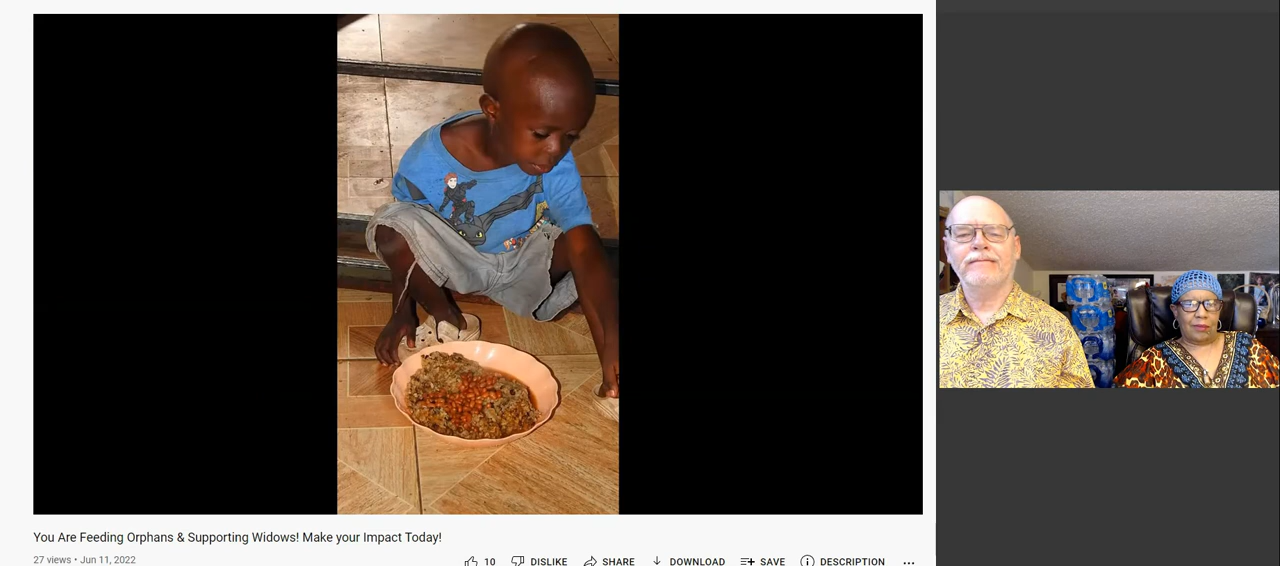 You Are Feeding Orphans & Supporting Widows! Make your Impact Today!
27 views • Jun 11, 2022
10 DISLIKE SHARE DOWNLOAD SAVE DESCRIPTION ...